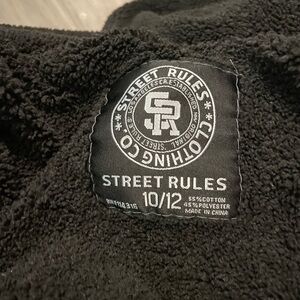 STREET RULES
CLOTHING CO
SR
STREET RULES
10/12
55%COTTON
45%POLYESTER
MADE IN CHINA